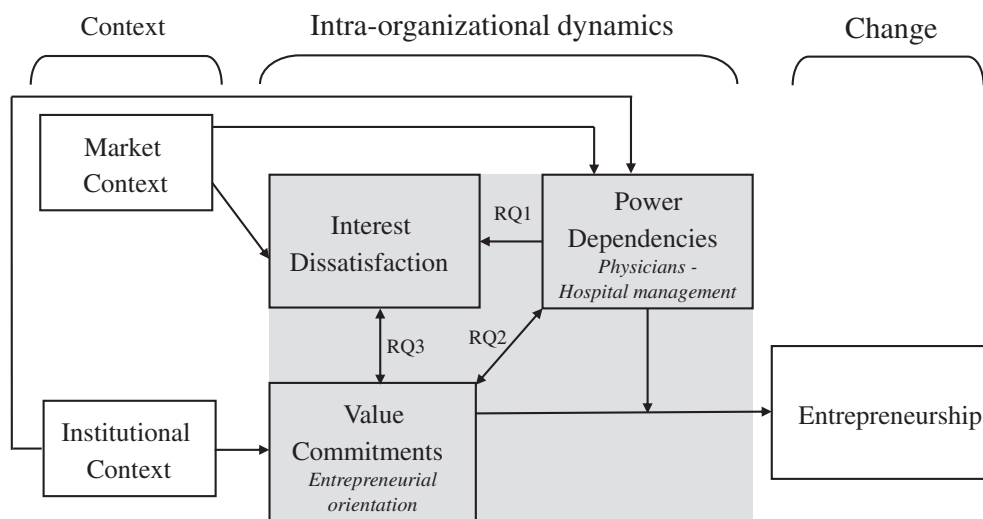 Context
Intra-organizational dynamics
Change
Market
Context
Interest
Dissatisfaction
RQ1
Power
Dependencies
Physicians -
Hospital management
RQ3
RQ2
Institutional
Context
Value
Commitments
Entrepreneurial
orientation
Entrepreneurship